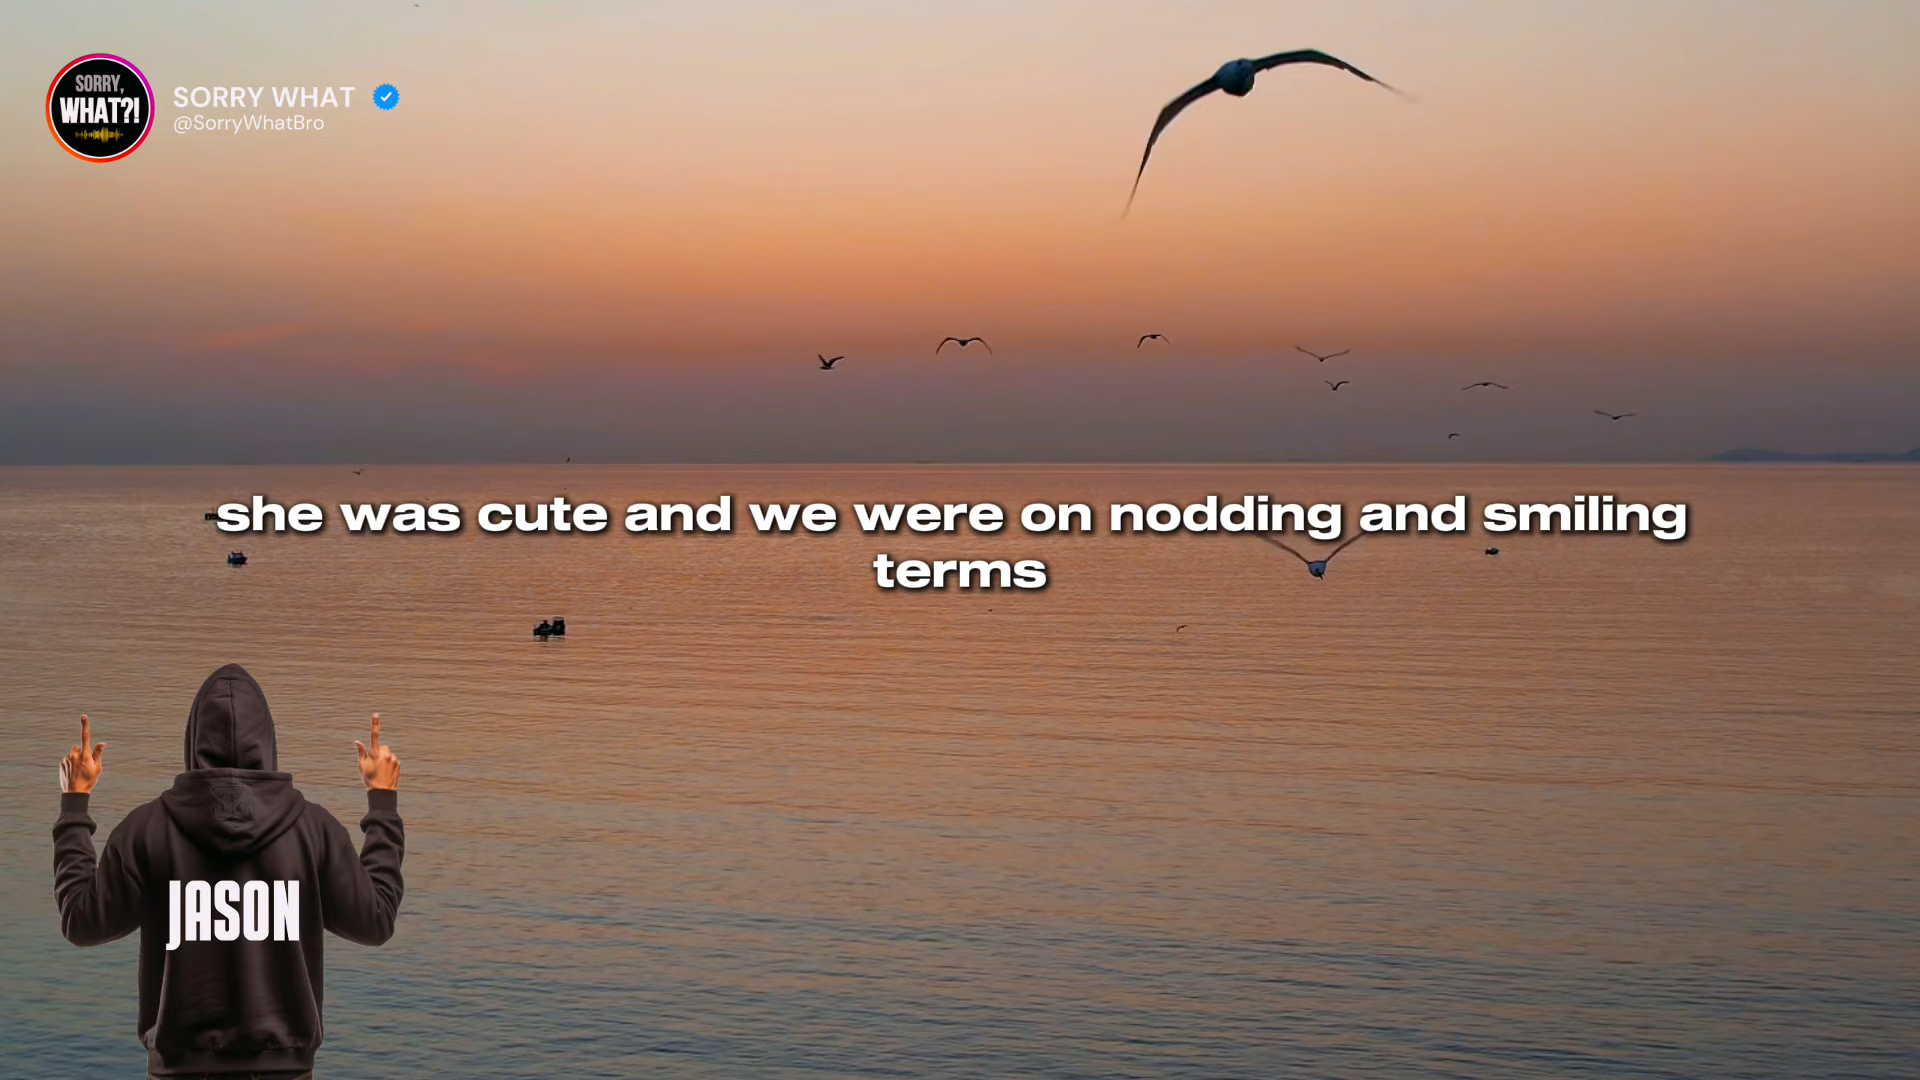 SORRY,
WHAT?!
SORRY WHAT
@SorryWhatBro
she was cute and we were on nodding and smiling
terms
JASON